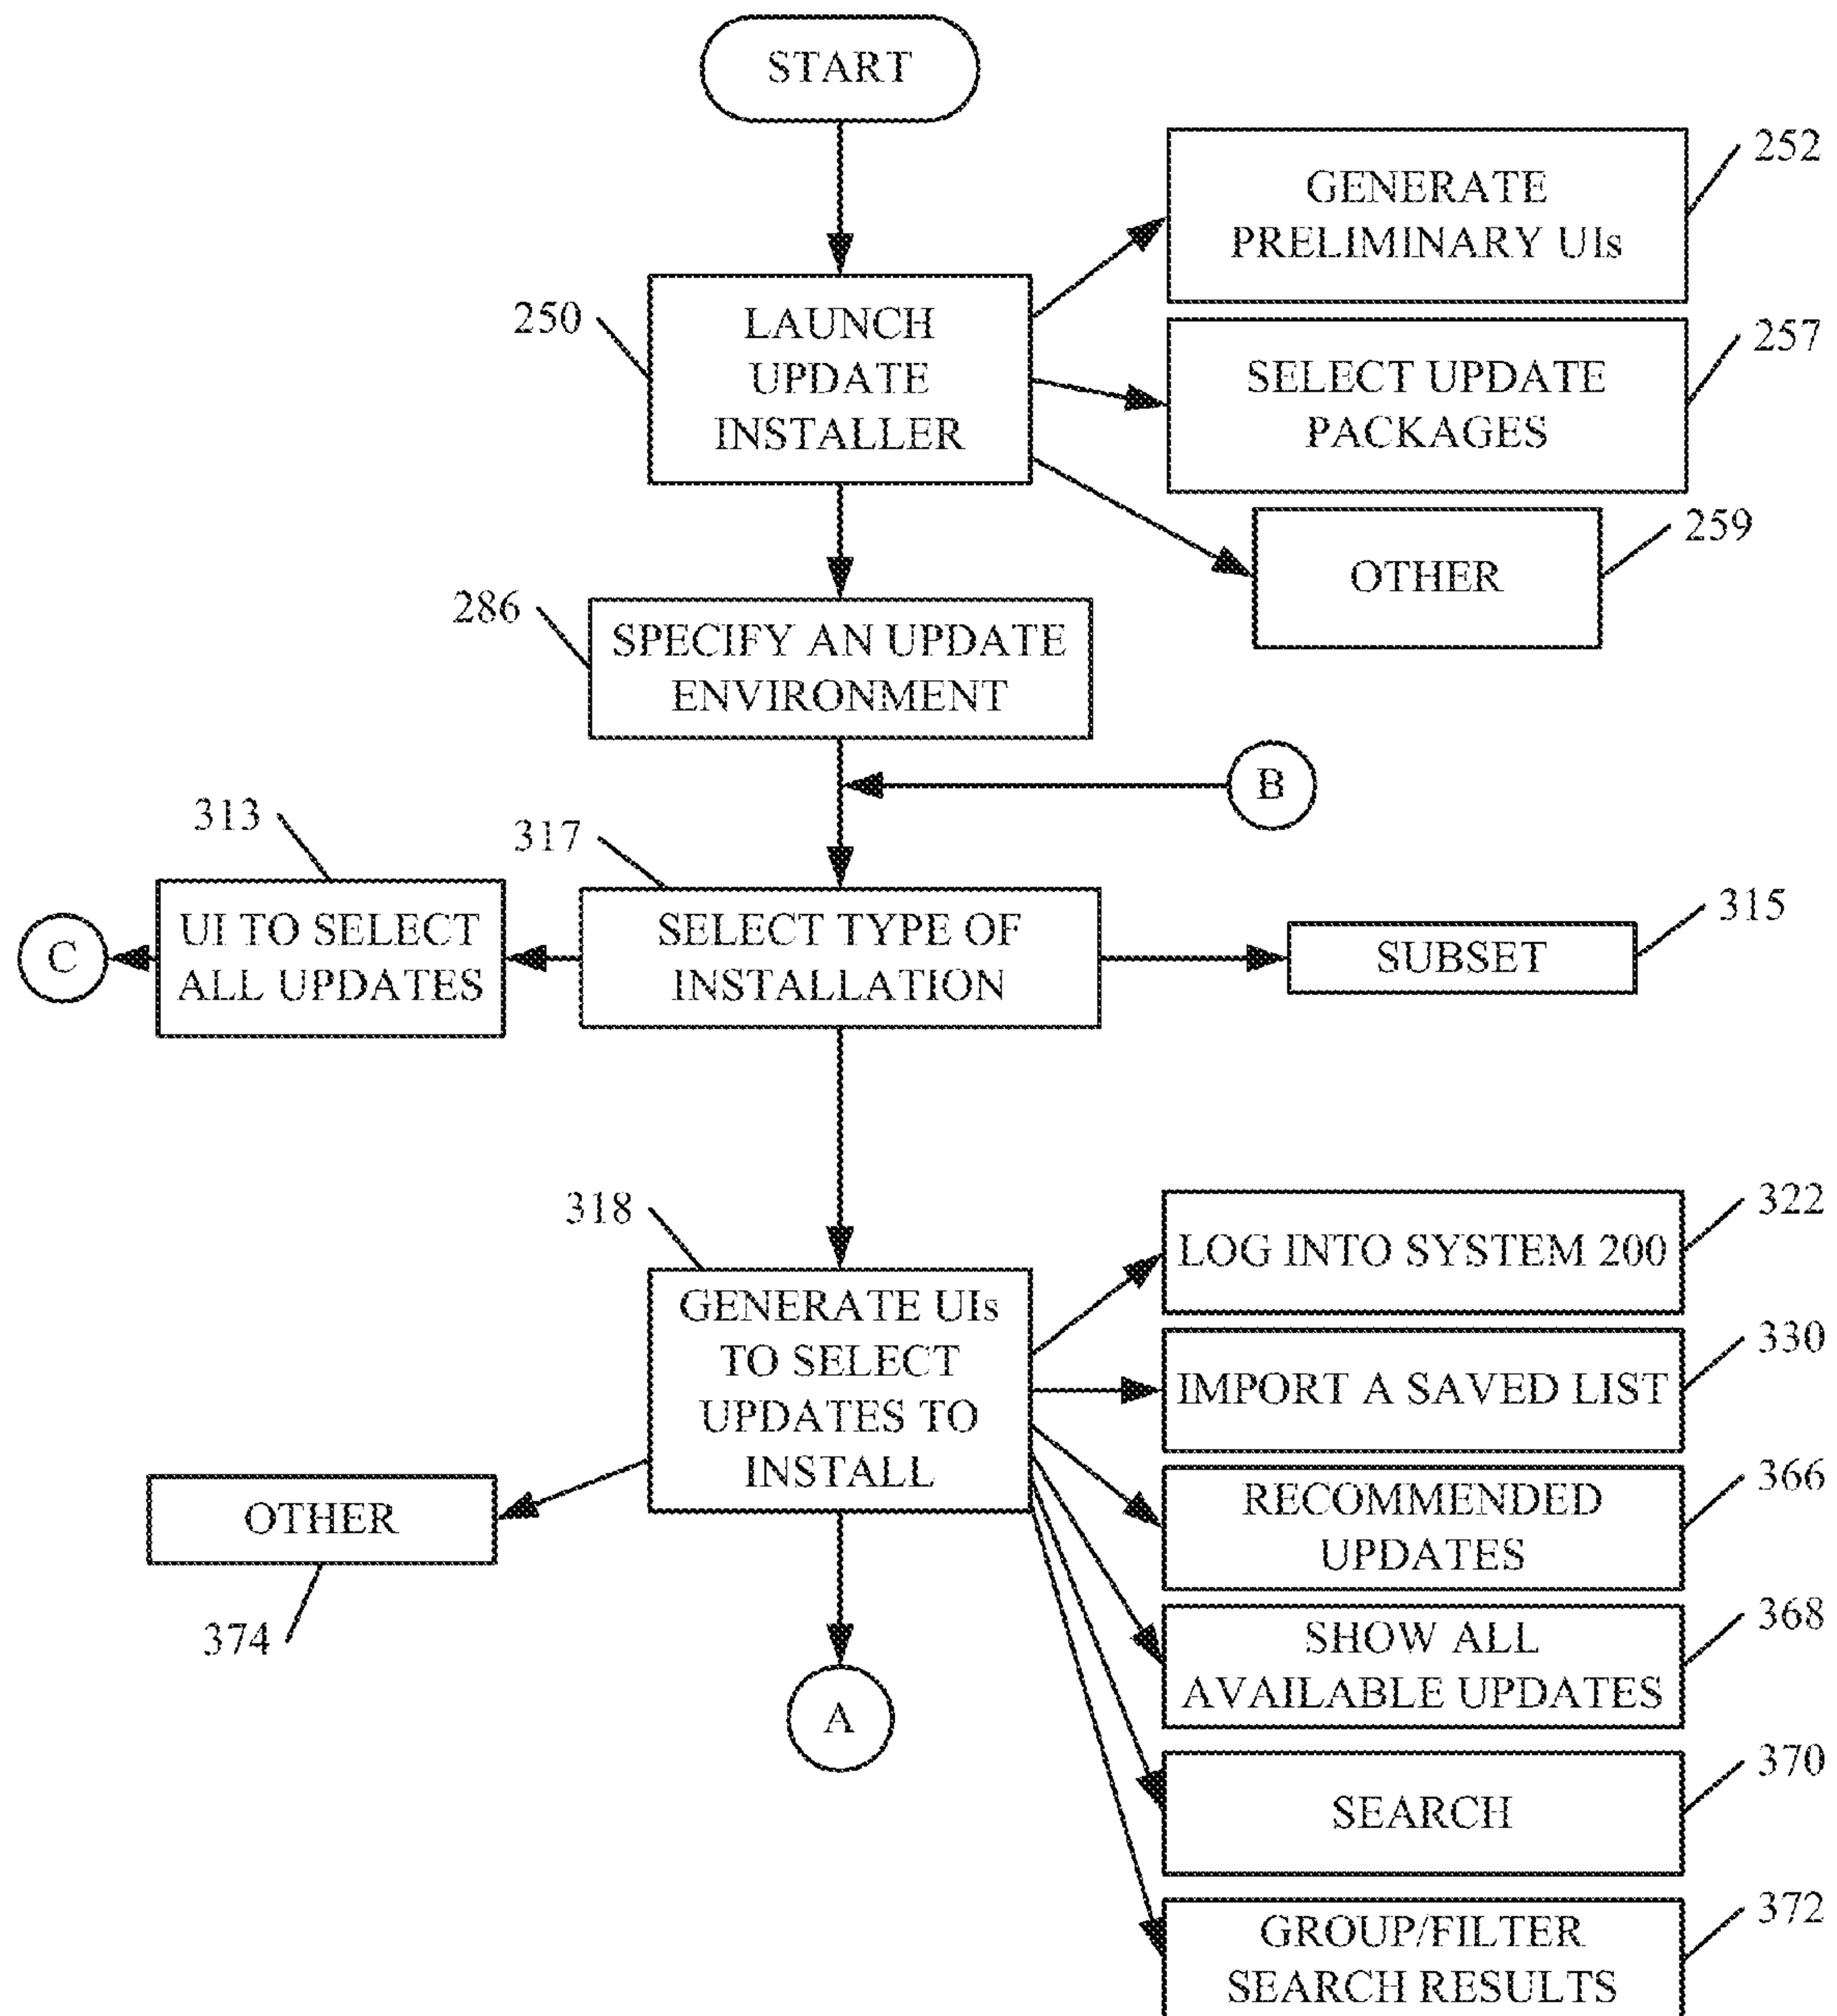 START
252
GENERATE
PRELIMINARY UIs
250
LAUNCH
UPDATE
INSTALLER
257
SELECT UPDATE
PACKAGES
259
OTHER
286
SPECIFY AN UPDATE
ENVIRONMENT
B
313
317
C
UI TO SELECT
ALL UPDATES
SELECT TYPE OF
INSTALLATION
315
SUBSET
318
GENERATE UIs
TO SELECT
UPDATES TO
INSTALL
322
LOG INTO SYSTEM 200
330
IMPORT A SAVED LIST
366
RECOMMENDED
UPDATES
OTHER
374
368
SHOW ALL
AVAILABLE UPDATES
A
370
SEARCH
372
GROUP/FILTER
SEARCH RESULTS